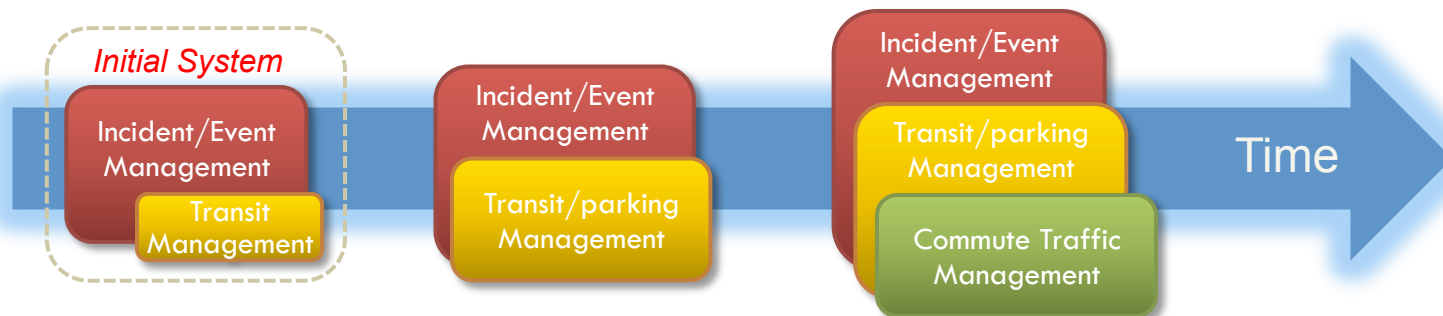 Initial System
Incident/Event
Management
Transit
Management
Incident/Event
Management
Transit/parking
Management
Incident/Event
Management
Transit/parking
Management
Commute Traffic
Management
Time